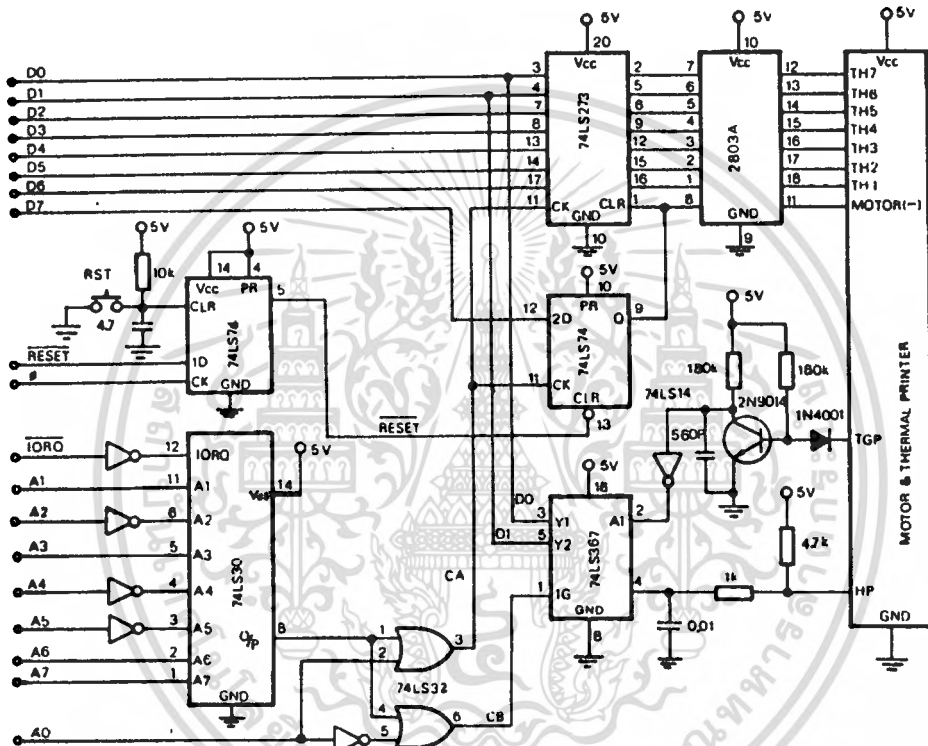 5V
5V
5V
20
10
Vcc
Vcc
Vcc
D0
3
2
7
12
TH7
D1
4
5
6
13
TH6
D2
7
6
5
14
TH5
D3
8
9
4
15
TH4
D4
13
12
3
16
TH3
D5
14
15
2
17
TH2
D6
17
16
1
18
TH1
D7
11
CK
CLR
1
8
11
MOTOR(-)
74LS273
2803A
GND
GND
10
9
5V
5V
10k
RST
4.7
14
4
Vcc
PR
5
CLR
74LS74
RESET
1D
ø
CK
GND
5V
10
PR
12
2D
Q
9
74LS74
11
CK
CLR
13
RESET
5V
180k
180k
74LS14
2N9014
1N4001
560P
TGP
MOTOR & THERMAL PRINTER
IORQ
12
IORQ
5V
14
A1
11
A1
A2
6
A2
A3
5
A3
A4
4
A4
A5
3
A5
A6
2
A6
A7
1
A7
74LS30
8
O/P
GND
D0
D1
5V
16
3
Y1
A1
2
5
Y2
1
1G
4
74LS367
GND
8
5V
4.7k
1k
HP
0.01
GND
CA
1
2
3
74LS32
4
5
6
CB
A0